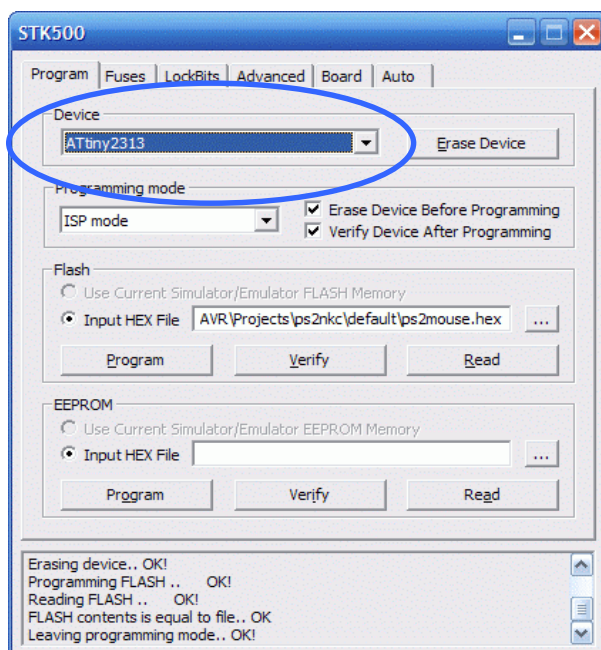 STK500
Program Fuses LockBits Advanced Board Auto
Device
ATtiny2313
Erase Device
Programming mode
ISP mode
Erase Device Before Programming
Verify Device After Programming
Flash
Use Current Simulator/Emulator FLASH Memory
Input HEX File AVR\Projects\ps2nkc\default\ps2mouse.hex ...
Program Verify Read
EEPROM
Use Current Simulator/Emulator EEPROM Memory
Input HEX File ...
Program Verify Read
Erasing device.. OK!
Programming FLASH .. OK!
Reading FLASH .. OK!
FLASH contents is equal to file.. OK
Leaving programming mode.. OK!